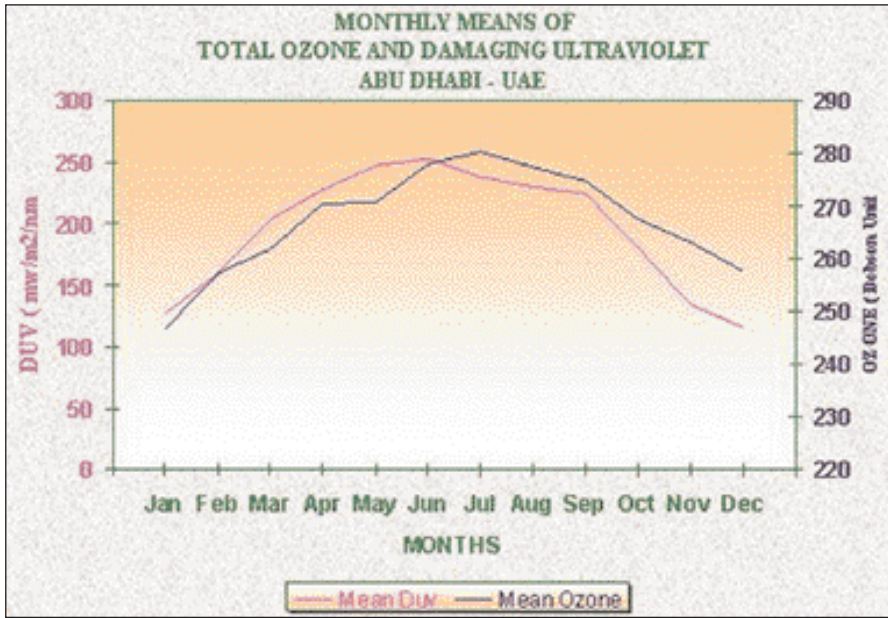 MONTHLY MEANS OF
TOTAL OZONE AND DAMAGING ULTRAVIOLET
ABU DHABI - UAE
DUV ( mw/m2/nm
300
250
200
150
100
50
0
290
280
270
260
250
240
230
220
OZONE (Dobson Unit
Jan Feb Mar Apr May Jun Jul Aug Sep Oct Nov Dec
MONTHS
Mean Duv Mean Ozone